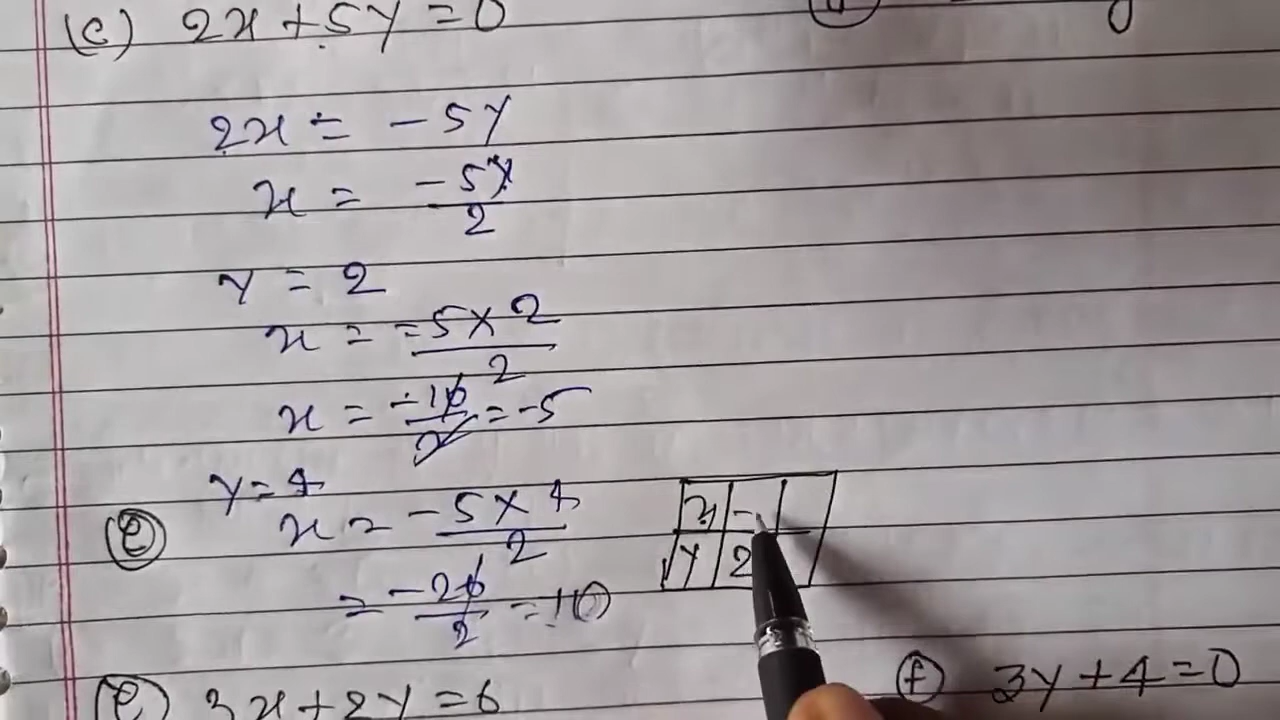 (c) 2x + 5y = 0
2x = -5y
x = -5y/2
y = 2
x = -5×2/2
x = -10/2 = -5
y = 4
(e) x = -5×4/2
= -20/2 = -10
x | -
y | 2
(e) 3x + 2y = 6
(f) 3y + 4 = 0